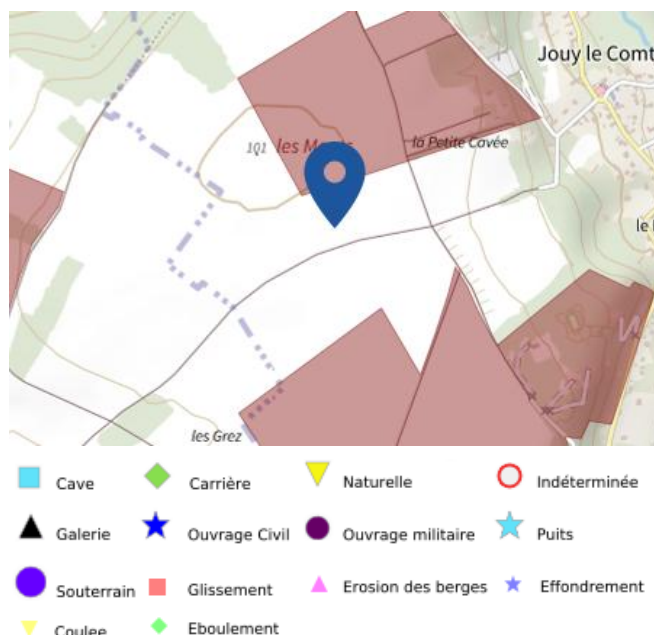 Jouy le Comt
101 les M
la Petite Cavée
le
les Grez
Cave Carrière Naturelle Indéterminée
Galerie Ouvrage Civil Ouvrage militaire Puits
Souterrain Glissement Erosion des berges Effondrement
Coulee Eboulement